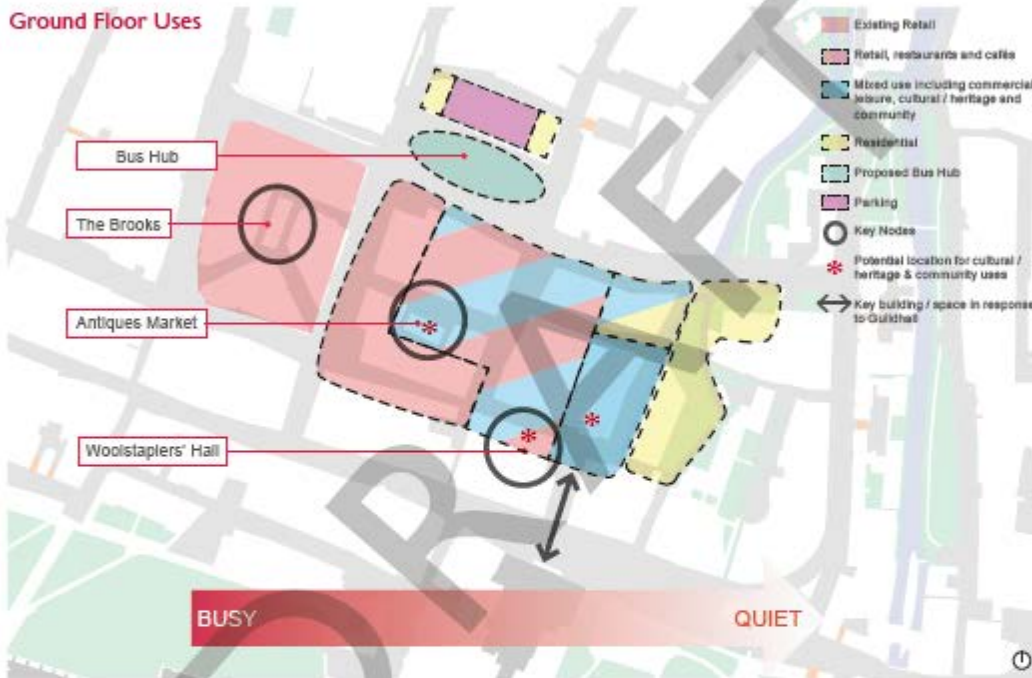 Ground Floor Uses
Existing Retail
Retail, restaurants and cafés
Mixed use including commercial
leisure, cultural / heritage and
community
Residential
Proposed Bus Hub
Parking
Key Nodes
Potential location for cultural /
heritage & community uses
Key building / space in respons
to Guildhall
Bus Hub
The Brooks
Antiques Market
Woolstaplers' Hall
BUSY
QUIET
DRAFT